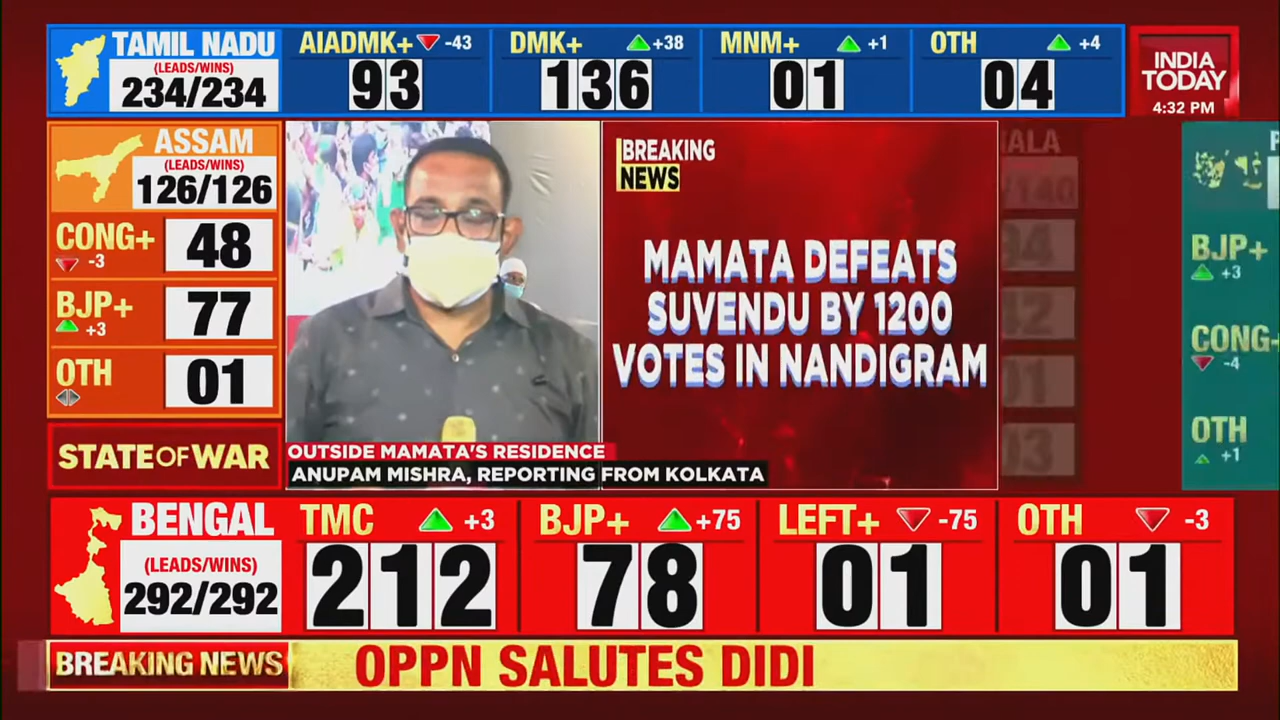 TAMIL NADU
(LEADS/WINS)
234/234
AIADMK+ -43
93
DMK+ +38
136
MNM+ +1
01
OTH +4
04
INDIA
TODAY
4:32 PM
ASSAM
(LEADS/WINS)
126/126
CONG+
-3
48
BJP+
+3
77
OTH
01
STATE OF WAR
BREAKING
NEWS
MAMATA DEFEATS
SUVENDU BY 1200
VOTES IN NANDIGRAM
OUTSIDE MAMATA'S RESIDENCE
ANUPAM MISHRA, REPORTING FROM KOLKATA
BJP+
+3
CONG
-4
OTH
+1
BENGAL
(LEADS/WINS)
292/292
TMC +3
212
BJP+ +75
78
LEFT+ -75
01
OTH -3
01
BREAKING NEWS
OPPN SALUTES DIDI